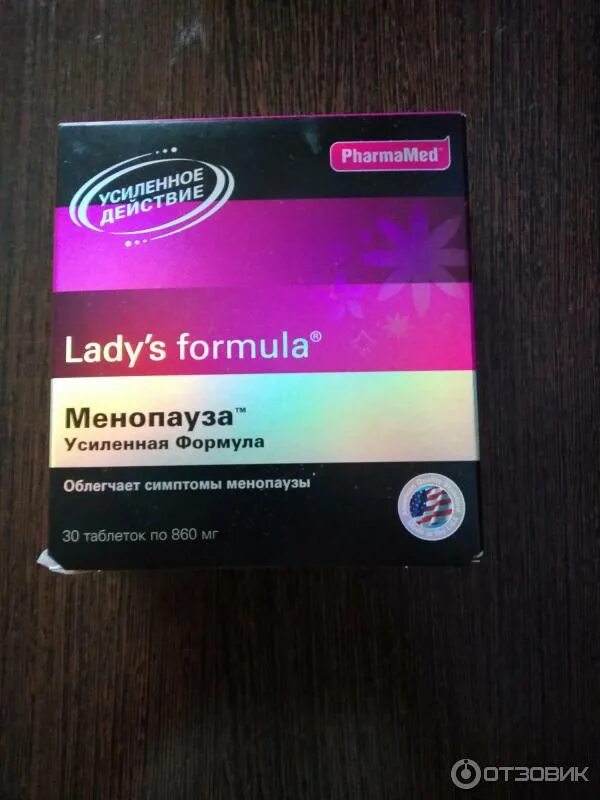 УСИЛЕННОЕ
ДЕЙСТВИЕ
PharmaMed
Lady's formula®
Менопауза™
Усиленная Формула
Облегчает симптомы менопаузы
30 таблеток по 860 мг
ОТЗОВИК